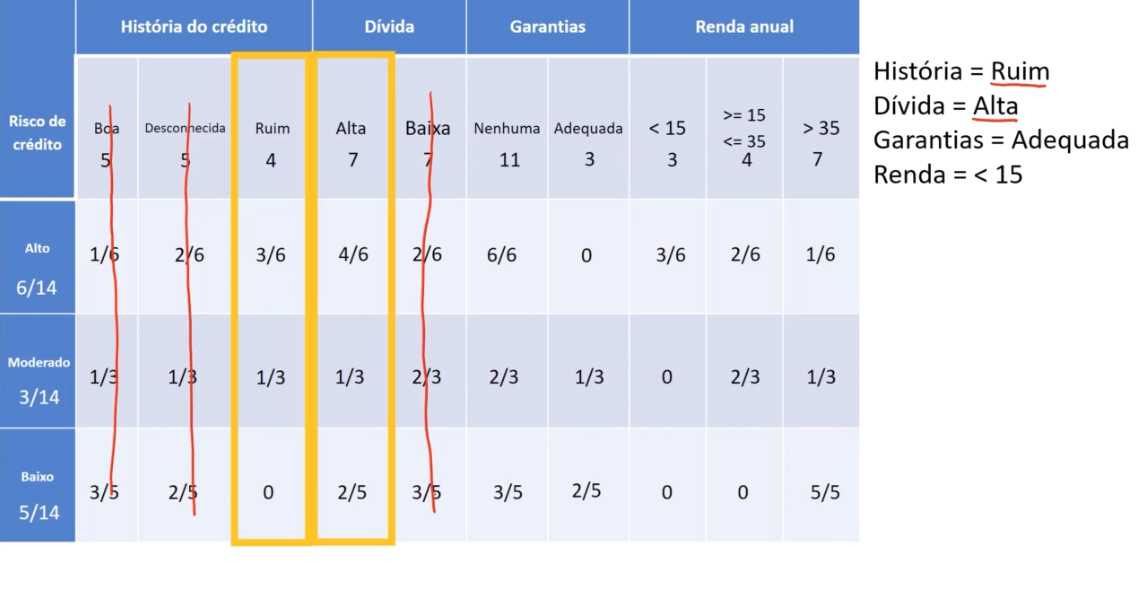 História do crédito Dívida Garantias Renda anual
Risco de crédito
Boa 5
Desconhecida 5
Ruim 4
Alta 7
Baixa 7
Nenhuma 11
Adequada 3
< 15 3
>= 15 <= 35 4
> 35 7
Alto 6/14 1/6 2/6 3/6 4/6 2/6 6/6 0 3/6 2/6 1/6
Moderado 3/14 1/3 1/3 1/3 1/3 2/3 2/3 1/3 0 2/3 1/3
Baixo 5/14 3/5 2/5 0 2/5 3/5 3/5 2/5 0 0 5/5
História = Ruim
Dívida = Alta
Garantias = Adequada
Renda = < 15